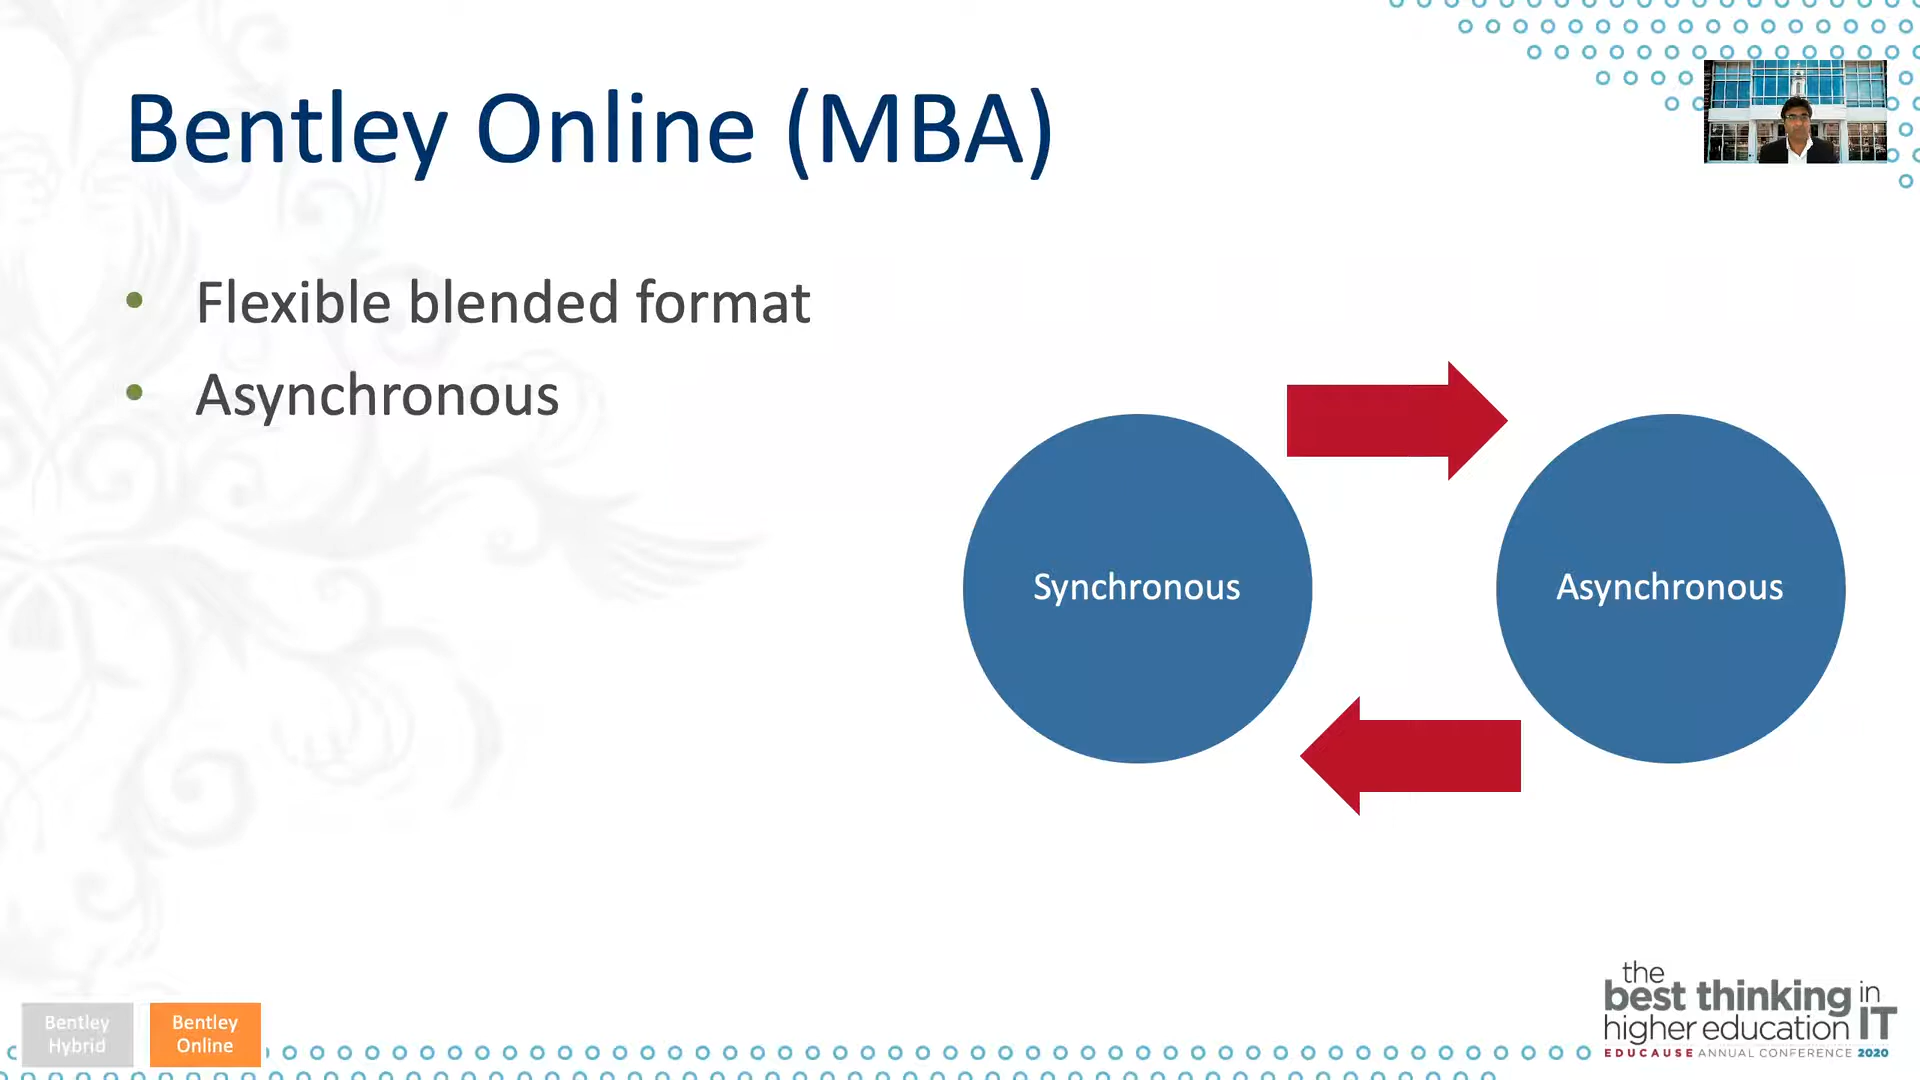 Bentley Online (MBA)
• Flexible blended format
• Asynchronous
Synchronous
Asynchronous
Bentley
Hybrid
Bentley
Online
the
best thinking in
higher education IT
EDUCAUSE ANNUAL CONFERENCE 2020